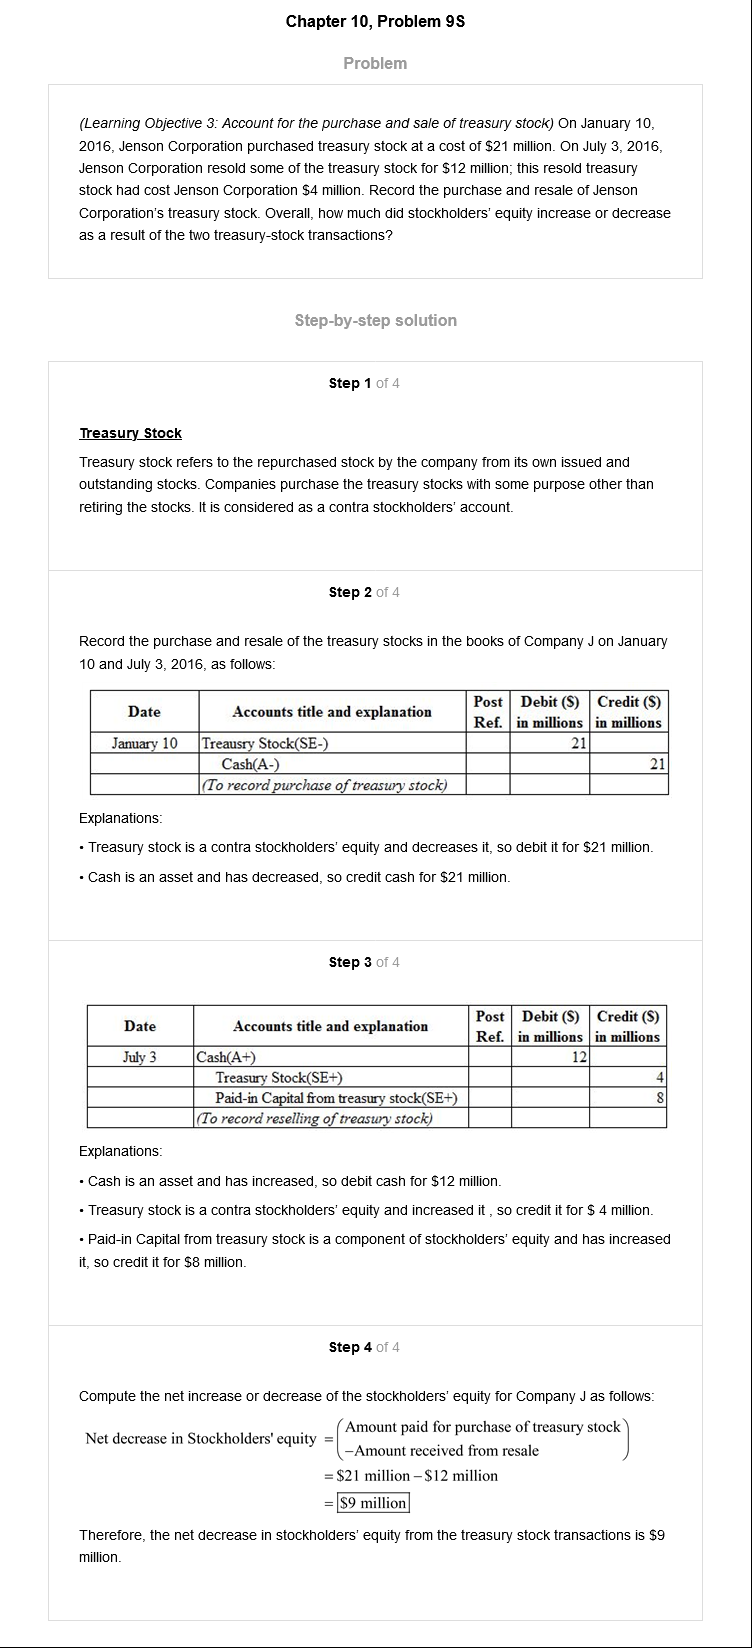 Chapter 10, Problem 9S
Problem
(Learning Objective 3: Account for the purchase and sale of treasury stock) On January 10,
2016, Jenson Corporation purchased treasury stock at a cost of $21 million. On July 3, 2016,
Jenson Corporation resold some of the treasury stock for $12 million; this resold treasury
stock had cost Jenson Corporation $4 million. Record the purchase and resale of Jenson
Corporation's treasury stock. Overall, how much did stockholders' equity increase or decrease
as a result of the two treasury-stock transactions?
Step-by-step solution
Step 1 of 4
Treasury Stock
Treasury stock refers to the repurchased stock by the company from its own issued and
outstanding stocks. Companies purchase the treasury stocks with some purpose other than
retiring the stocks. It is considered as a contra stockholders' account.
Step 2 of 4
Record the purchase and resale of the treasury stocks in the books of Company J on January
10 and July 3, 2016, as follows:
Date Accounts title and explanation Post Ref. Debit ($) in millions Credit ($) in millions
January 10 Treausry Stock(SE-) 21
Cash(A-) 21
(To record purchase of treasury stock)
Explanations:
• Treasury stock is a contra stockholders' equity and decreases it, so debit it for $21 million.
• Cash is an asset and has decreased, so credit cash for $21 million.
Step 3 of 4
Date Accounts title and explanation Post Ref. Debit ($) in millions Credit ($) in millions
July 3 Cash(A+) 12
Treasury Stock(SE+) 4
Paid-in Capital from treasury stock(SE+) 8
(To record reselling of treasury stock)
Explanations:
• Cash is an asset and has increased, so debit cash for $12 million.
• Treasury stock is a contra stockholders' equity and increased it , so credit it for $ 4 million.
• Paid-in Capital from treasury stock is a component of stockholders' equity and has increased
it, so credit it for $8 million.
Step 4 of 4
Compute the net increase or decrease of the stockholders' equity for Company J as follows:
Net decrease in Stockholders' equity = (Amount paid for purchase of treasury stock
−Amount received from resale)
= $21 million − $12 million
= $9 million
Therefore, the net decrease in stockholders' equity from the treasury stock transactions is $9
million.